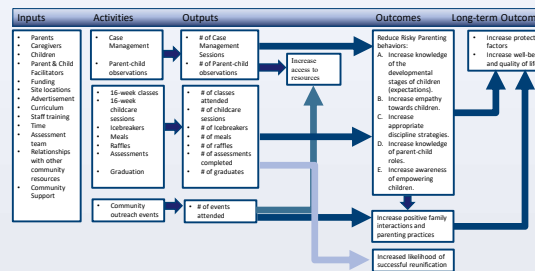 Inputs
Activities
Outputs
Outcomes
Long-term Outcom
• Parents
• Caregivers
• Children
• Parent & Child
Facilitators
• Funding
• Site locations
• Advertisement
• Curriculum
• Staff training
• Time
• Assessment
team
• Relationships
with other
community
resources
• Community
Support
• Case
Management
• Parent-child
observations
• 16-week classes
• 16-week
childcare
sessions
• Icebreakers
• Meals
• Raffles
• Assessments
• Graduation
• Community
outreach events
• # of Case
Management
Sessions
• # of Parent-child
observations
• # of classes
attended
• # of childcare
sessions
• # of Icebreakers
• # of meals
• # of raffles
• # of assessments
completed
• # of graduates
• # of events
attended
Increase
access to
resources
Reduce Risky Parenting
behaviors:
A. Increase knowledge
of the
developmental
stages of children
(expectations).
B. Increase empathy
towards children.
C. Increase
appropriate
discipline strategies.
D. Increase knowledge
of parent-child
roles.
E. Increase awareness
of empowering
children.
Increase positive family
interactions and
parenting practices
Increased likelihood of
successful reunification
• Increase protect
factors
• Increase well-be
and quality of life